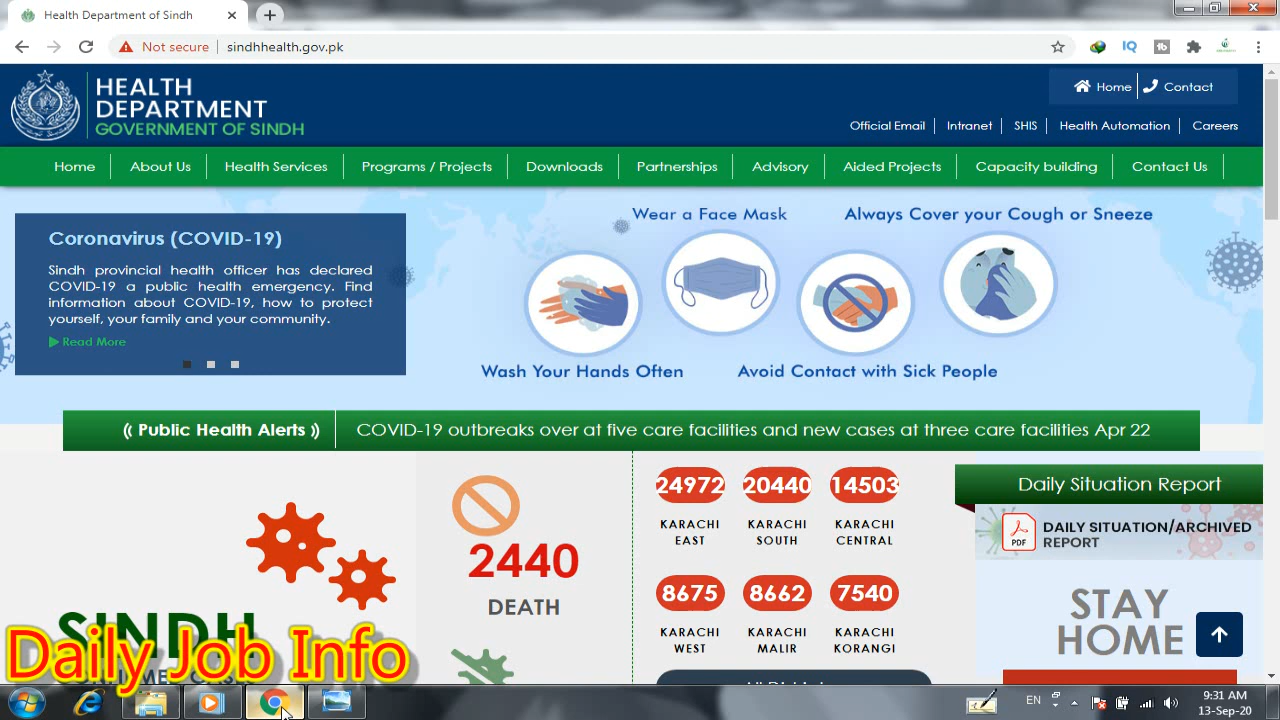 Health Department of Sindh
Not secure
sindhhealth.gov.pk
HEALTH
DEPARTMENT
GOVERNMENT OF SINDH
Home
Contact
Official Email
Intranet
SHIS
Health Automation
Careers
Home
About Us
Health Services
Programs / Projects
Downloads
Partnerships
Advisory
Aided Projects
Capacity building
Contact Us
Coronavirus (COVID-19)
Sindh provincial health officer has declared
COVID-19 a public health emergency. Find
information about COVID-19, how to protect
yourself, your family and your community.
Read More
Wear a Face Mask
Always Cover your Cough or Sneeze
Wash Your Hands Often
Avoid Contact with Sick People
(( Public Health Alerts ))
COVID-19 outbreaks over at five care facilities and new cases at three care facilities Apr 22
2440
DEATH
24972
20440
14503
KARACHI
EAST
KARACHI
SOUTH
KARACHI
CENTRAL
8675
8662
7540
KARACHI
WEST
KARACHI
MALIR
KARACHI
KORANGI
Daily Situation Report
PDF
DAILY SITUATION/ARCHIVED
REPORT
STAY
HOME
SINDH
Daily Job Info
EN
9:31 AM
13-Sep-20